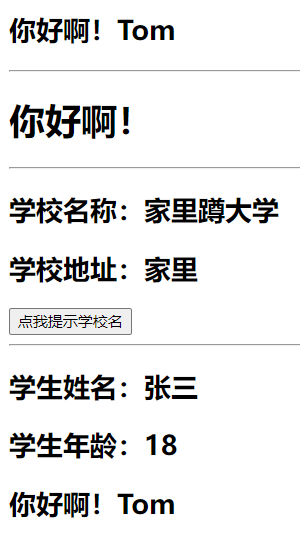 你好啊！Tom
你好啊！
学校名称：家里蹲大学
学校地址：家里
点我提示学校名
学生姓名：张三
学生年龄：18
你好啊！Tom